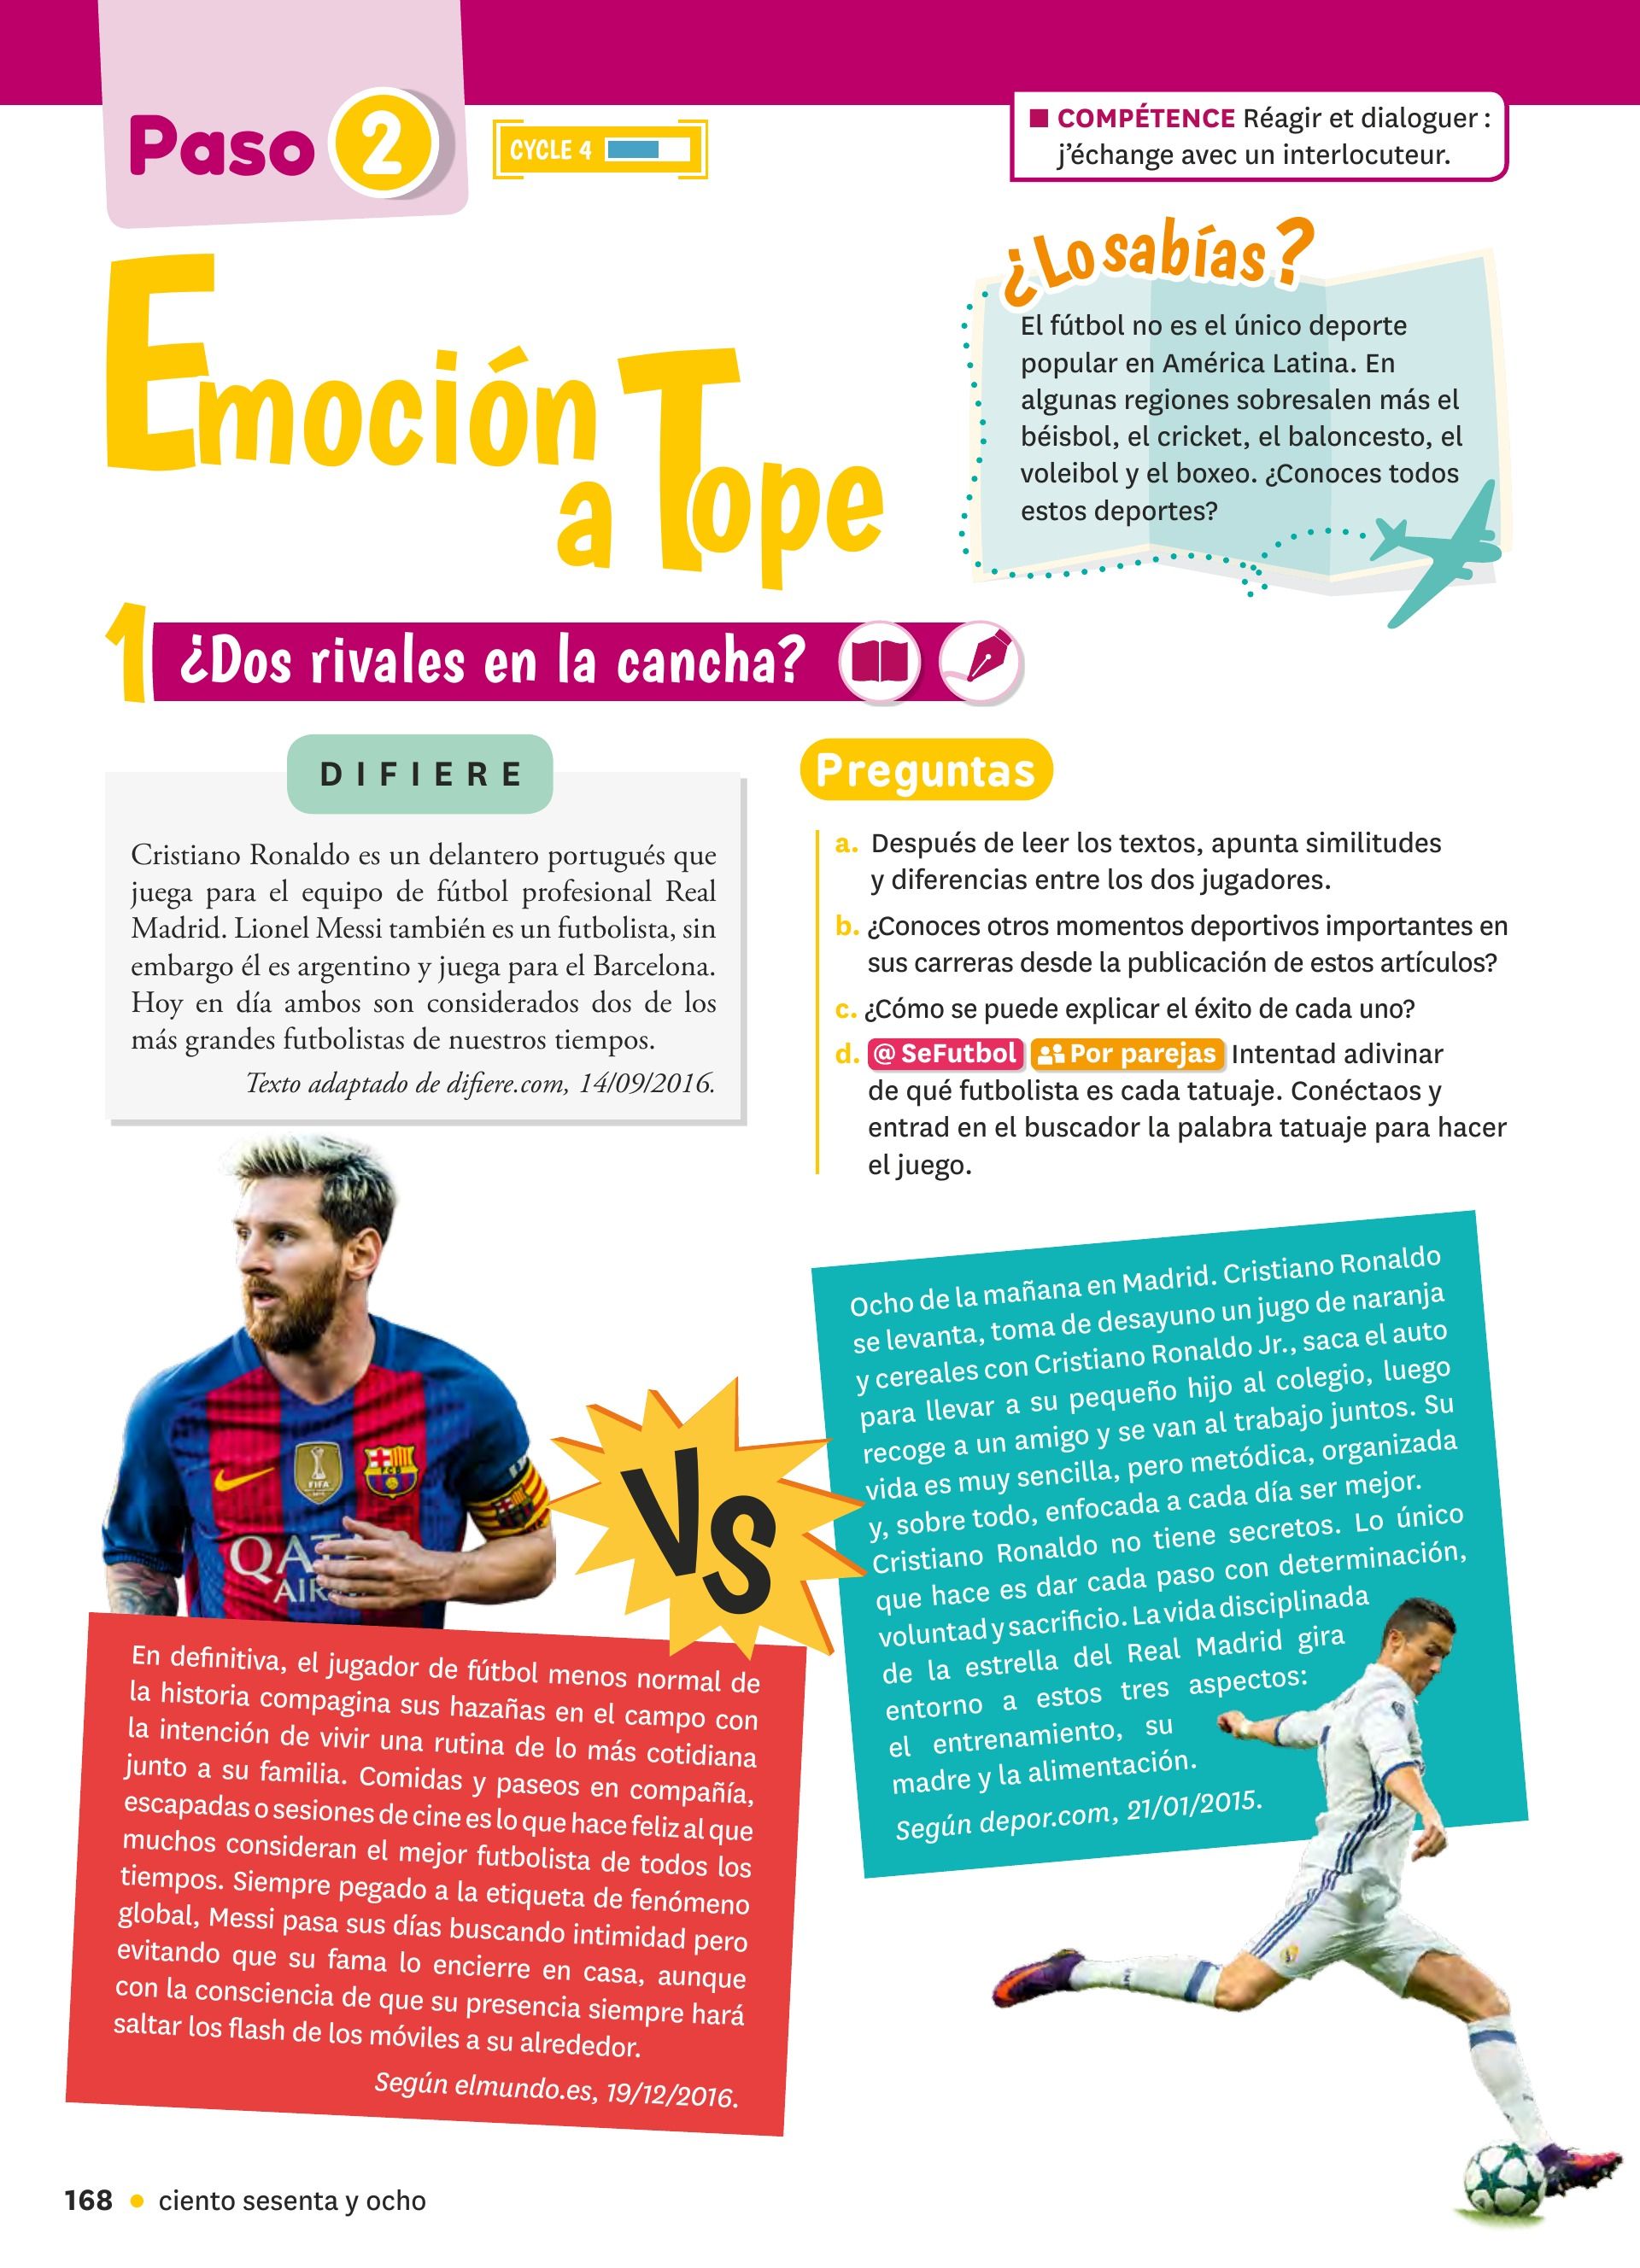 Paso 2
CYCLE 4
■ COMPÉTENCE Réagir et dialoguer :
j'échange avec un interlocuteur.
Emoción
a Tope
¿Lo sabías?
El fútbol no es el único deporte
popular en América Latina. En
algunas regiones sobresalen más el
béisbol, el cricket, el baloncesto, el
voleibol y el boxeo. ¿Conoces todos
estos deportes?
1 ¿Dos rivales en la cancha?
DIFIERE
Cristiano Ronaldo es un delantero portugués que
juega para el equipo de fútbol profesional Real
Madrid. Lionel Messi también es un futbolista, sin
embargo él es argentino y juega para el Barcelona.
Hoy en día ambos son considerados dos de los
más grandes futbolistas de nuestros tiempos.
Texto adaptado de difiere.com, 14/09/2016.
Preguntas
a. Después de leer los textos, apunta similitudes
y diferencias entre los dos jugadores.
b. ¿Conoces otros momentos deportivos importantes en
sus carreras desde la publicación de estos artículos?
c. ¿Cómo se puede explicar el éxito de cada uno?
d. @ SeFutbol Por parejas Intentad adivinar
de qué futbolista es cada tatuaje. Conéctaos y
entrad en el buscador la palabra tatuaje para hacer
el juego.
FIFA
FCB
QAT
AIR
VS
En definitiva, el jugador de fútbol menos normal de
la historia compagina sus hazañas en el campo con
la intención de vivir una rutina de lo más cotidiana
junto a su familia. Comidas y paseos en compañía,
escapadas o sesiones de cine es lo que hace feliz al que
muchos consideran el mejor futbolista de todos los
tiempos. Siempre pegado a la etiqueta de fenómeno
global, Messi pasa sus días buscando intimidad pero
evitando que su fama lo encierre en casa, aunque
con la consciencia de que su presencia siempre hará
saltar los flash de los móviles a su alrededor.
Según elmundo.es, 19/12/2016.
Ocho de la mañana en Madrid. Cristiano Ronaldo
se levanta, toma de desayuno un jugo de naranja
y cereales con Cristiano Ronaldo Jr., saca el auto
para llevar a su pequeño hijo al colegio, luego
recoge a un amigo y se van al trabajo juntos. Su
vida es muy sencilla, pero metódica, organizada
y, sobre todo, enfocada a cada día ser mejor.
Cristiano Ronaldo no tiene secretos. Lo único
que hace es dar cada paso con determinación,
voluntad y sacrificio. La vida disciplinada
de la estrella del Real Madrid gira
entorno a estos tres aspectos:
el entrenamiento, su
madre y la alimentación.
Según depor.com, 21/01/2015.
168 • ciento sesenta y ocho